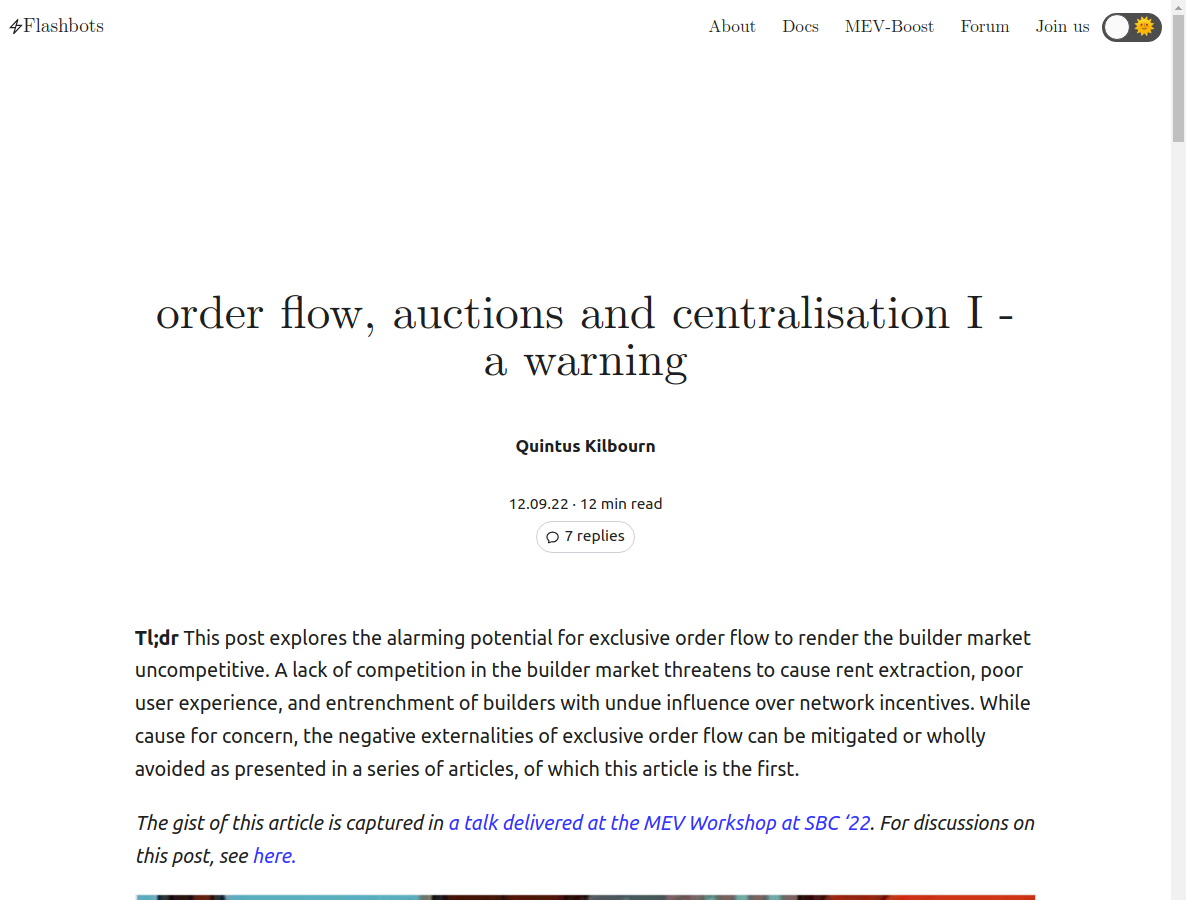 Flashbots
About Docs MEV-Boost Forum Join us
order flow, auctions and centralisation I -
a warning
Quintus Kilbourn
12.09.22 · 12 min read
7 replies
Tl;dr This post explores the alarming potential for exclusive order flow to render the builder market
uncompetitive. A lack of competition in the builder market threatens to cause rent extraction, poor
user experience, and entrenchment of builders with undue influence over network incentives. While
cause for concern, the negative externalities of exclusive order flow can be mitigated or wholly
avoided as presented in a series of articles, of which this article is the first.
The gist of this article is captured in a talk delivered at the MEV Workshop at SBC ‘22. For discussions on
this post, see here.